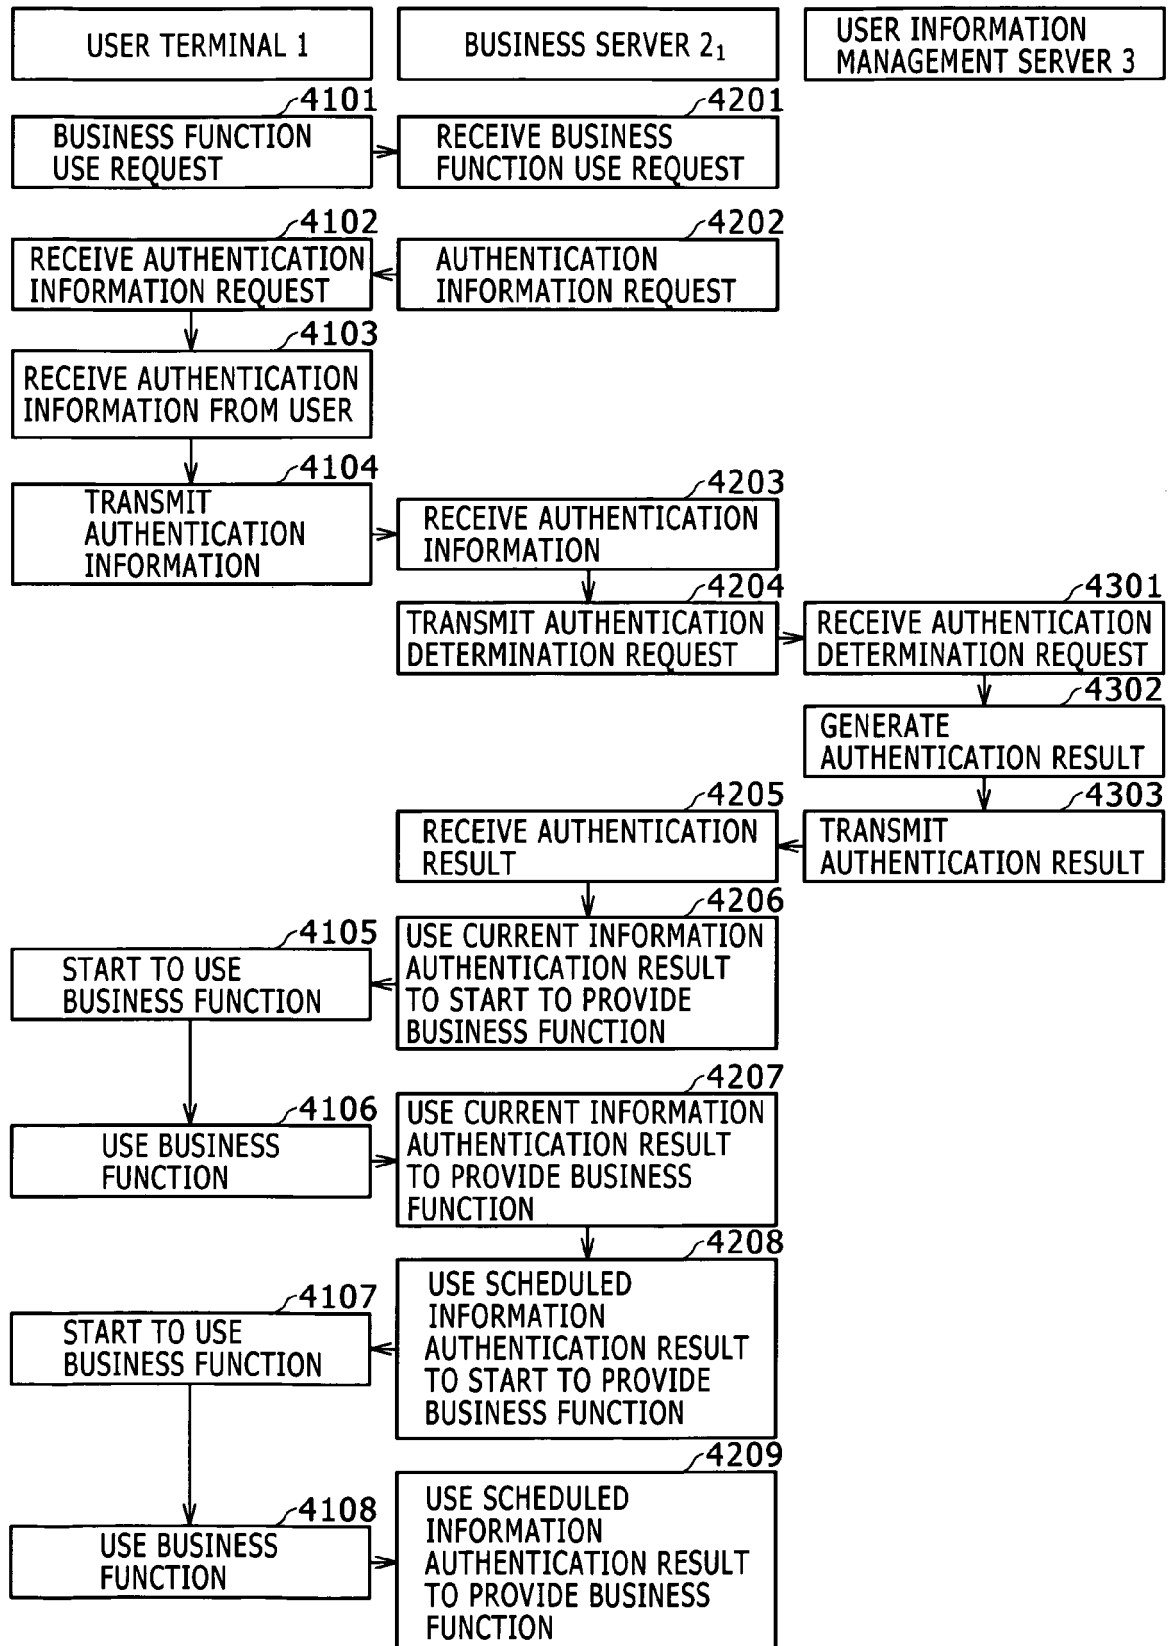 USER TERMINAL 1
BUSINESS SERVER 2₁
USER INFORMATION
MANAGEMENT SERVER 3
4101
BUSINESS FUNCTION
USE REQUEST
4201
RECEIVE BUSINESS
FUNCTION USE REQUEST
4102
RECEIVE AUTHENTICATION
INFORMATION REQUEST
4202
AUTHENTICATION
INFORMATION REQUEST
4103
RECEIVE AUTHENTICATION
INFORMATION FROM USER
4104
TRANSMIT
AUTHENTICATION
INFORMATION
4203
RECEIVE AUTHENTICATION
INFORMATION
4204
TRANSMIT AUTHENTICATION
DETERMINATION REQUEST
4301
RECEIVE AUTHENTICATION
DETERMINATION REQUEST
4302
GENERATE
AUTHENTICATION RESULT
4303
TRANSMIT
AUTHENTICATION RESULT
4205
RECEIVE AUTHENTICATION
RESULT
4206
USE CURRENT INFORMATION
AUTHENTICATION RESULT
TO START TO PROVIDE
BUSINESS FUNCTION
4105
START TO USE
BUSINESS FUNCTION
4106
USE BUSINESS
FUNCTION
4207
USE CURRENT INFORMATION
AUTHENTICATION RESULT
TO PROVIDE BUSINESS
FUNCTION
4208
USE SCHEDULED
INFORMATION
AUTHENTICATION RESULT
TO START TO PROVIDE
BUSINESS FUNCTION
4107
START TO USE
BUSINESS FUNCTION
4108
USE BUSINESS
FUNCTION
4209
USE SCHEDULED
INFORMATION
AUTHENTICATION RESULT
TO PROVIDE BUSINESS
FUNCTION